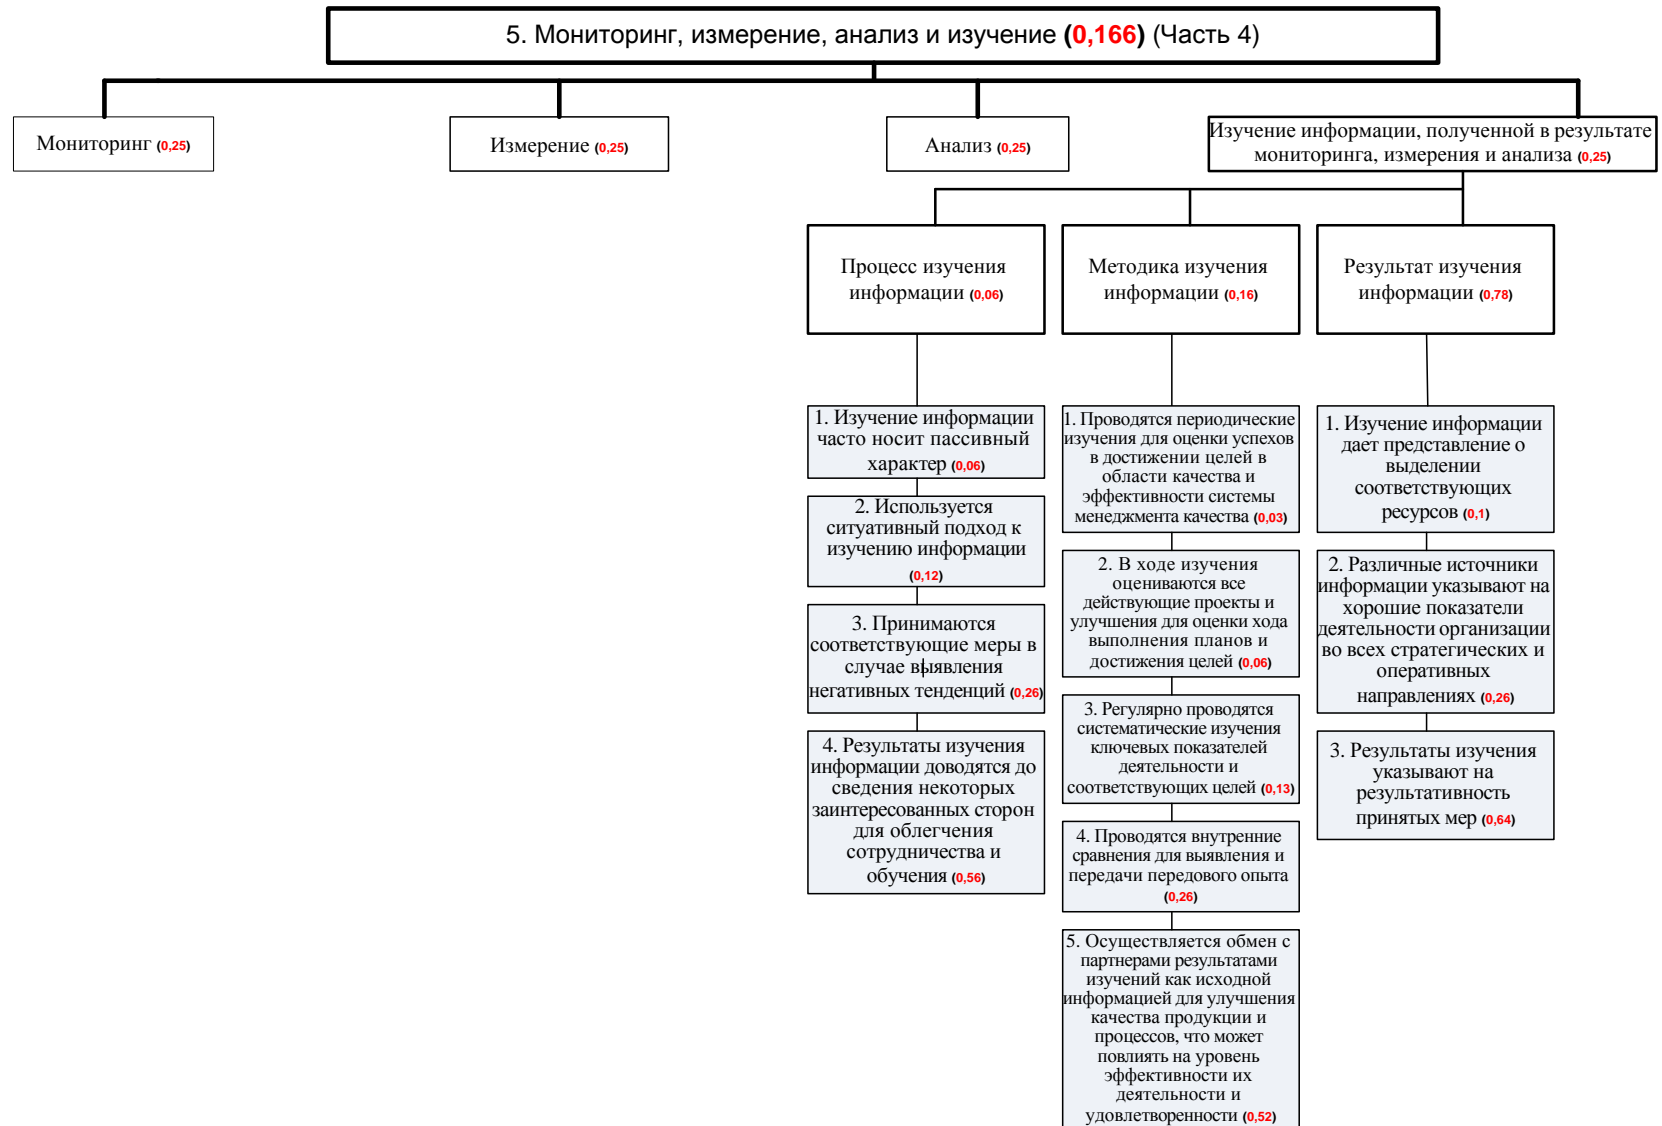 5. Мониторинг, измерение, анализ и изучение (0,166) (Часть 4)
Мониторинг (0,25)
Измерение (0,25)
Анализ (0,25)
Изучение информации, полученной в результате
мониторинга, измерения и анализа (0,25)
Процесс изучения
информации (0,06)
Методика изучения
информации (0,16)
Результат изучения
информации (0,78)
1. Изучение информации
часто носит пассивный
характер (0,06)
2. Используется
ситуативный подход к
изучению информации
(0,12)
3. Принимаются
соответствующие меры в
случае выявления
негативных тенденций (0,26)
4. Результаты изучения
информации доводятся до
сведения некоторых
заинтересованных сторон
для облегчения
сотрудничества и
обучения (0,56)
1. Проводятся периодические
изучения для оценки успехов
в достижении целей в
области качества и
эффективности системы
менеджмента качества (0,03)
2. В ходе изучения
оцениваются все
действующие проекты и
улучшения для оценки хода
выполнения планов и
достижения целей (0,06)
3. Регулярно проводятся
систематические изучения
ключевых показателей
деятельности и
соответствующих целей (0,13)
4. Проводятся внутренние
сравнения для выявления и
передачи передового опыта
(0,26)
5. Осуществляется обмен с
партнерами результатами
изучений как исходной
информацией для улучшения
качества продукции и
процессов, что может
повлиять на уровень
эффективности их
деятельности и
удовлетворенности (0,52)
1. Изучение информации
дает представление о
выделении
соответствующих
ресурсов (0,1)
2. Различные источники
информации указывают на
хорошие показатели
деятельности организации
во всех стратегических и
оперативных
направлениях (0,26)
3. Результаты изучения
указывают на
результативность
принятых мер (0,64)